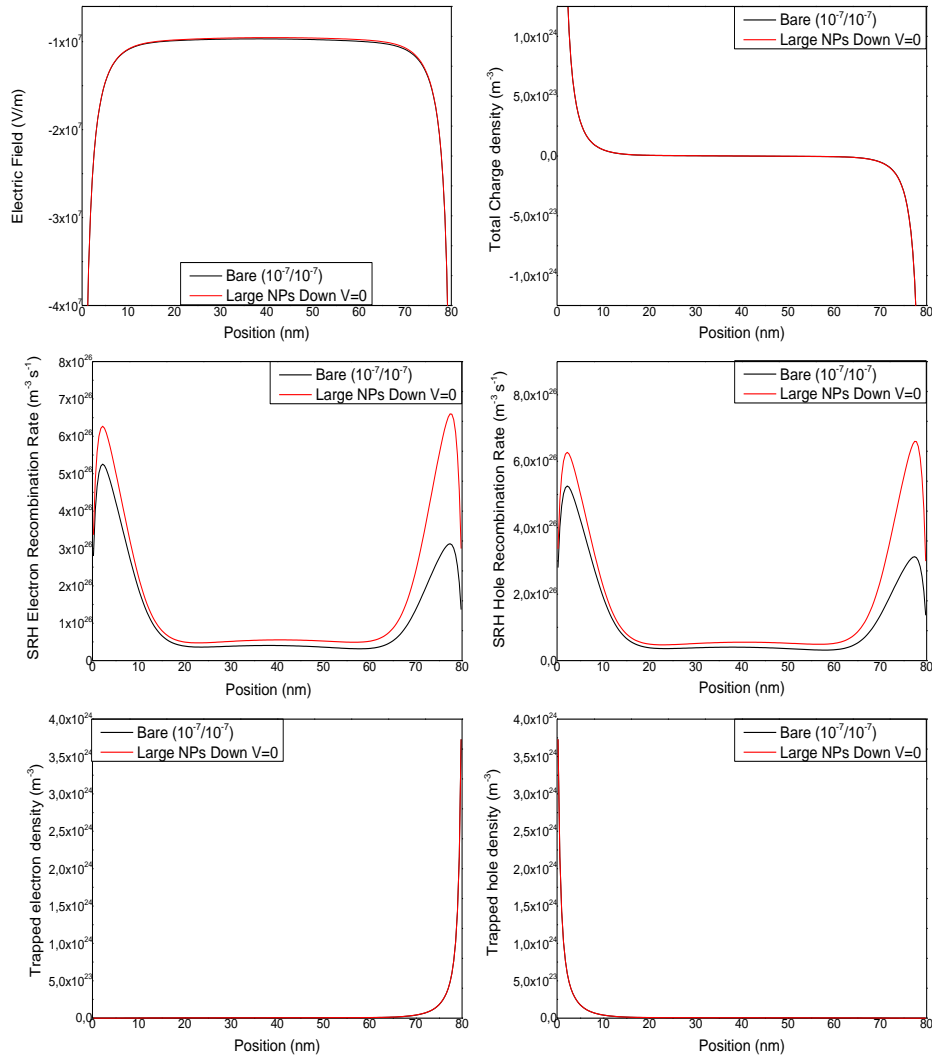 Electric Field (V/m)
-1x10⁷
-2x10⁷
-3x10⁷
-4x10⁷
Bare (10⁻⁷/10⁻⁷)
Large NPs Down V=0
0 10 20 30 40 50 60 70 80
Position (nm)
Total Charge density (m⁻³)
1,0x10²⁴
5,0x10²³
0,0
-5,0x10²³
-1,0x10²⁴
Bare (10⁻⁷/10⁻⁷)
Large NPs Down V=0
0 10 20 30 40 50 60 70 80
Position (nm)
SRH Electron Recombination Rate (m⁻³ s⁻¹)
8x10²⁶
7x10²⁶
6x10²⁶
5x10²⁶
4x10²⁶
3x10²⁶
2x10²⁶
1x10²⁶
0
Bare (10⁻⁷/10⁻⁷)
Large NPs Down V=0
0 10 20 30 40 50 60 70 80
Position (nm)
SRH Hole Recombination Rate (m⁻³ s⁻¹)
8,0x10²⁶
6,0x10²⁶
4,0x10²⁶
2,0x10²⁶
0,0
Bare (10⁻⁷/10⁻⁷)
Large NPs Down V=0
0 10 20 30 40 50 60 70 80
Position (nm)
Trapped electron density (m⁻³)
4,0x10²⁴
3,5x10²⁴
3,0x10²⁴
2,5x10²⁴
2,0x10²⁴
1,5x10²⁴
1,0x10²⁴
5,0x10²³
0,0
Bare (10⁻⁷/10⁻⁷)
Large NPs Down V=0
0 10 20 30 40 50 60 70 80
Position (nm)
Trapped hole density (m⁻³)
4,0x10²⁴
3,5x10²⁴
3,0x10²⁴
2,5x10²⁴
2,0x10²⁴
1,5x10²⁴
1,0x10²⁴
5,0x10²³
0,0
Bare (10⁻⁷/10⁻⁷)
Large NPs Down V=0
0 10 20 30 40 50 60 70 80
Position (nm)